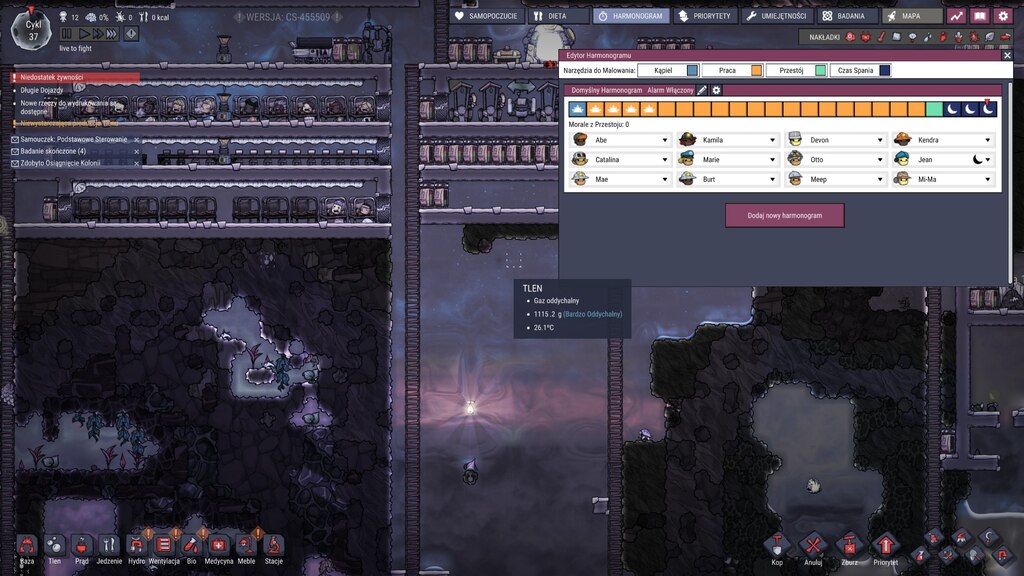 Cykl
37
12
0%
0
0 kcal
live to fight
WERSJA: CS-455509
SAMOPOCZUCIE
DIETA
HARMONOGRAM
PRIORYTETY
UMIEJĘTNOŚCI
BADANIA
MAPA
NAKŁADKI
Niedostatek żywności
Długie Dojazdy
Nowe rzeczy do wydrukowania są
dostępne
Samouczek: Podstawowe Sterowanie
Badanie skończone (4)
Zdobyto Osiągnięcie Kolonii
Edytor Harmonogramu
Narzędzia do Malowania:
Kąpiel
Praca
Przestój
Czas Spania
Domyślny Harmonogram
Alarm Włączony
Morale z Przestoju: 0
Abe
Kamila
Devon
Kendra
Catalina
Marie
Otto
Jean
Mae
Burt
Meep
Mi-Ma
Dodaj nowy harmonogram
TLEN
Gaz oddychalny
1115.2 g (Bardzo Oddychalny)
26.1ºC
Baza
Tlen
Prąd
Jedzenie
Hydro
Wentylacja
Bio
Medycyna
Meble
Stacje
Kop
Anuluj
Zburz
Priorytet